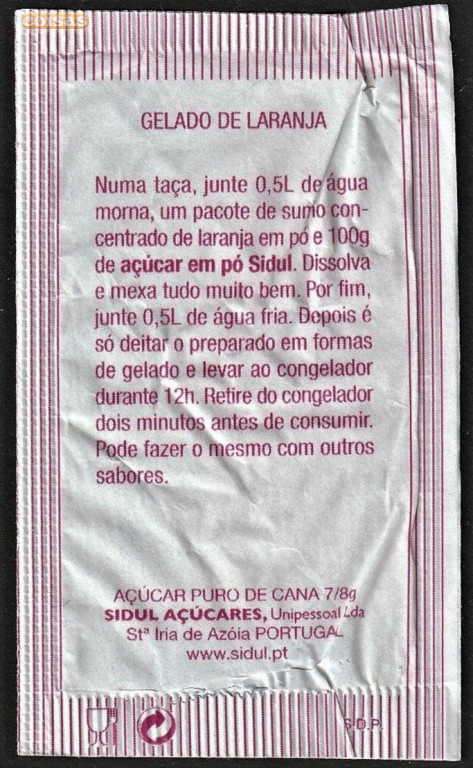 coisas
GELADO DE LARANJA
Numa taça, junte 0,5L de água
morna, um pacote de sumo con-
centrado de laranja em pó e 100g
de açúcar em pó Sidul. Dissolva
e mexa tudo muito bem. Por fim,
junte 0,5L de água fria. Depois é
só deitar o preparado em formas
de gelado e levar ao congelador
durante 12h. Retire do congelador
dois minutos antes de consumir.
Pode fazer o mesmo com outros
sabores.
AÇÚCAR PURO DE CANA 7/8g
SIDUL AÇÚCARES, Unipessoal Lda
Stª Iria de Azóia PORTUGAL
www.sidul.pt
S.D.P.